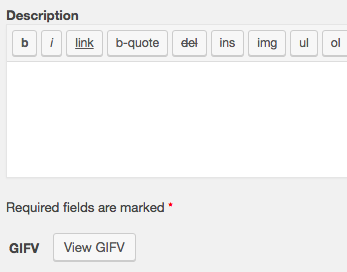 Description
b i link b-quote del ins img ul ol
Required fields are marked *
GIFV View GIFV